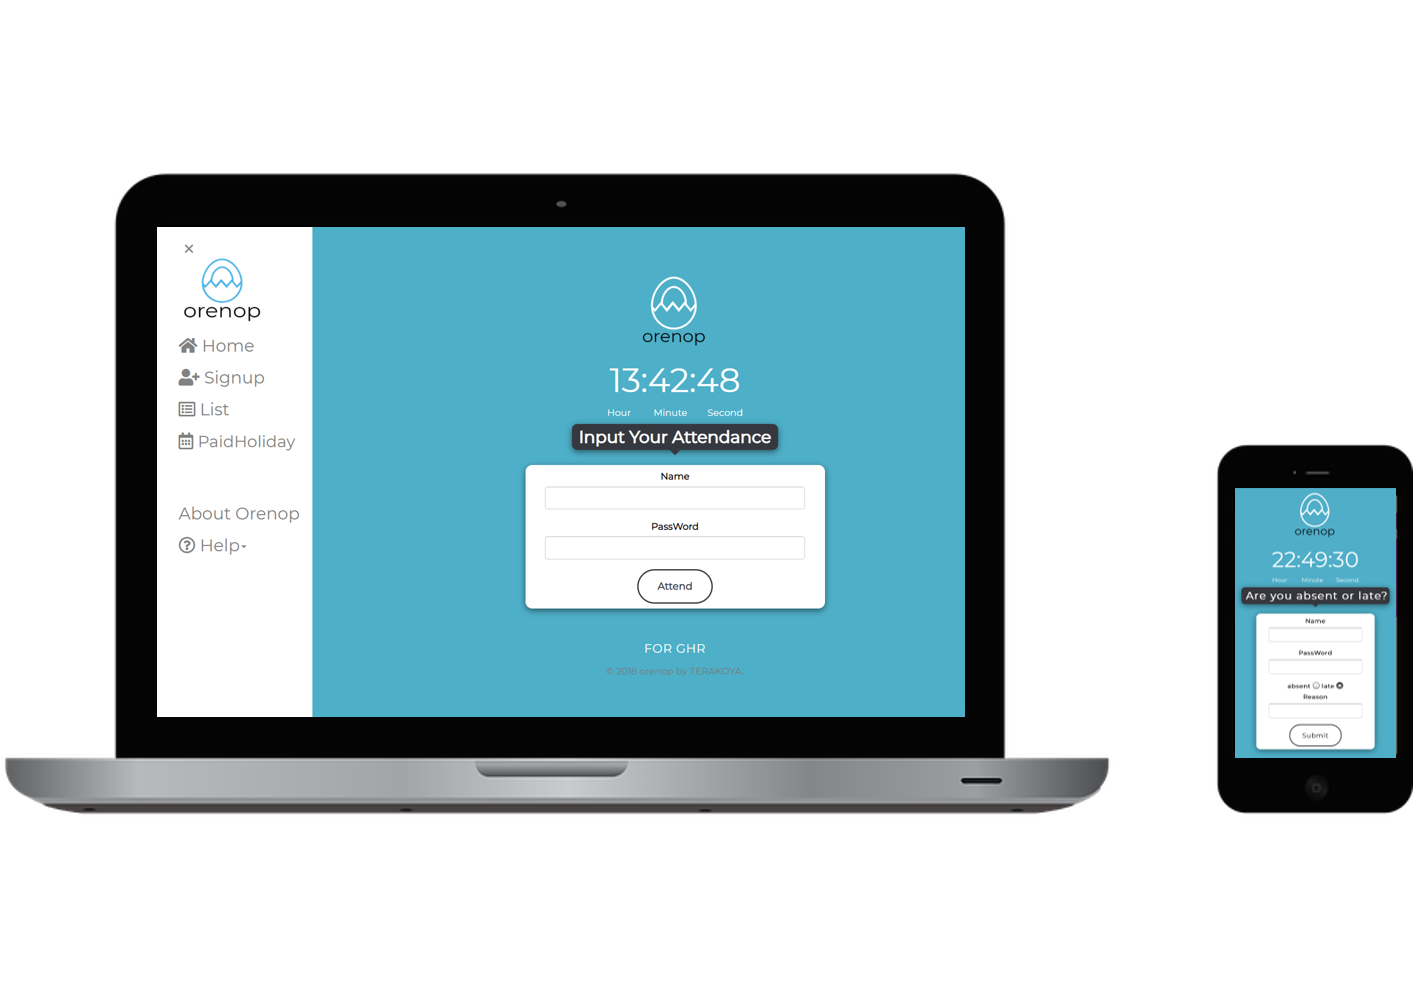 ×
orenop
Home
Signup
List
PaidHoliday
About Orenop
Help
orenop
13:42:48
Hour Minute Second
Input Your Attendance
Name
PassWord
Attend
FOR GHR
© 2018 orenop by TERAKOYA.
orenop
22:49:30
Hour Minute Second
Are you absent or late?
Name
PassWord
absent late
Reason
Submit